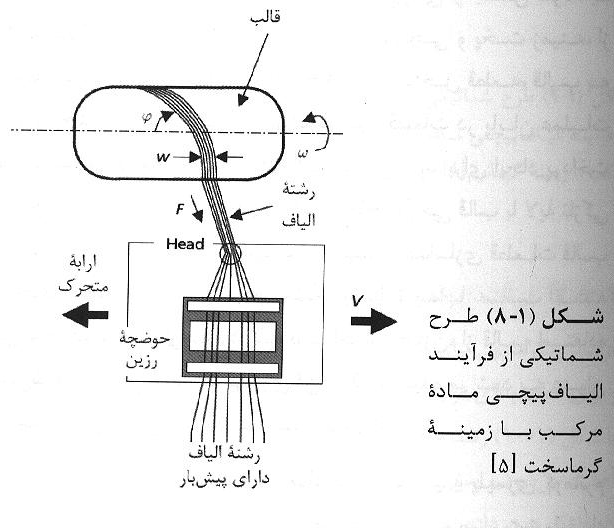 قالب
φ
ω
W
رشتهٔ
الیاف
F
Head
ارابهٔ
متحرک
V
حوضچهٔ
رزین
رشتهٔ الیاف
دارای پیش‌بار
شـکل (۱-۸) طرح
شماتیکی از فرآیند
الیاف‌پیچی مادهٔ
مرکب با زمینهٔ
گرماسخت [۵]